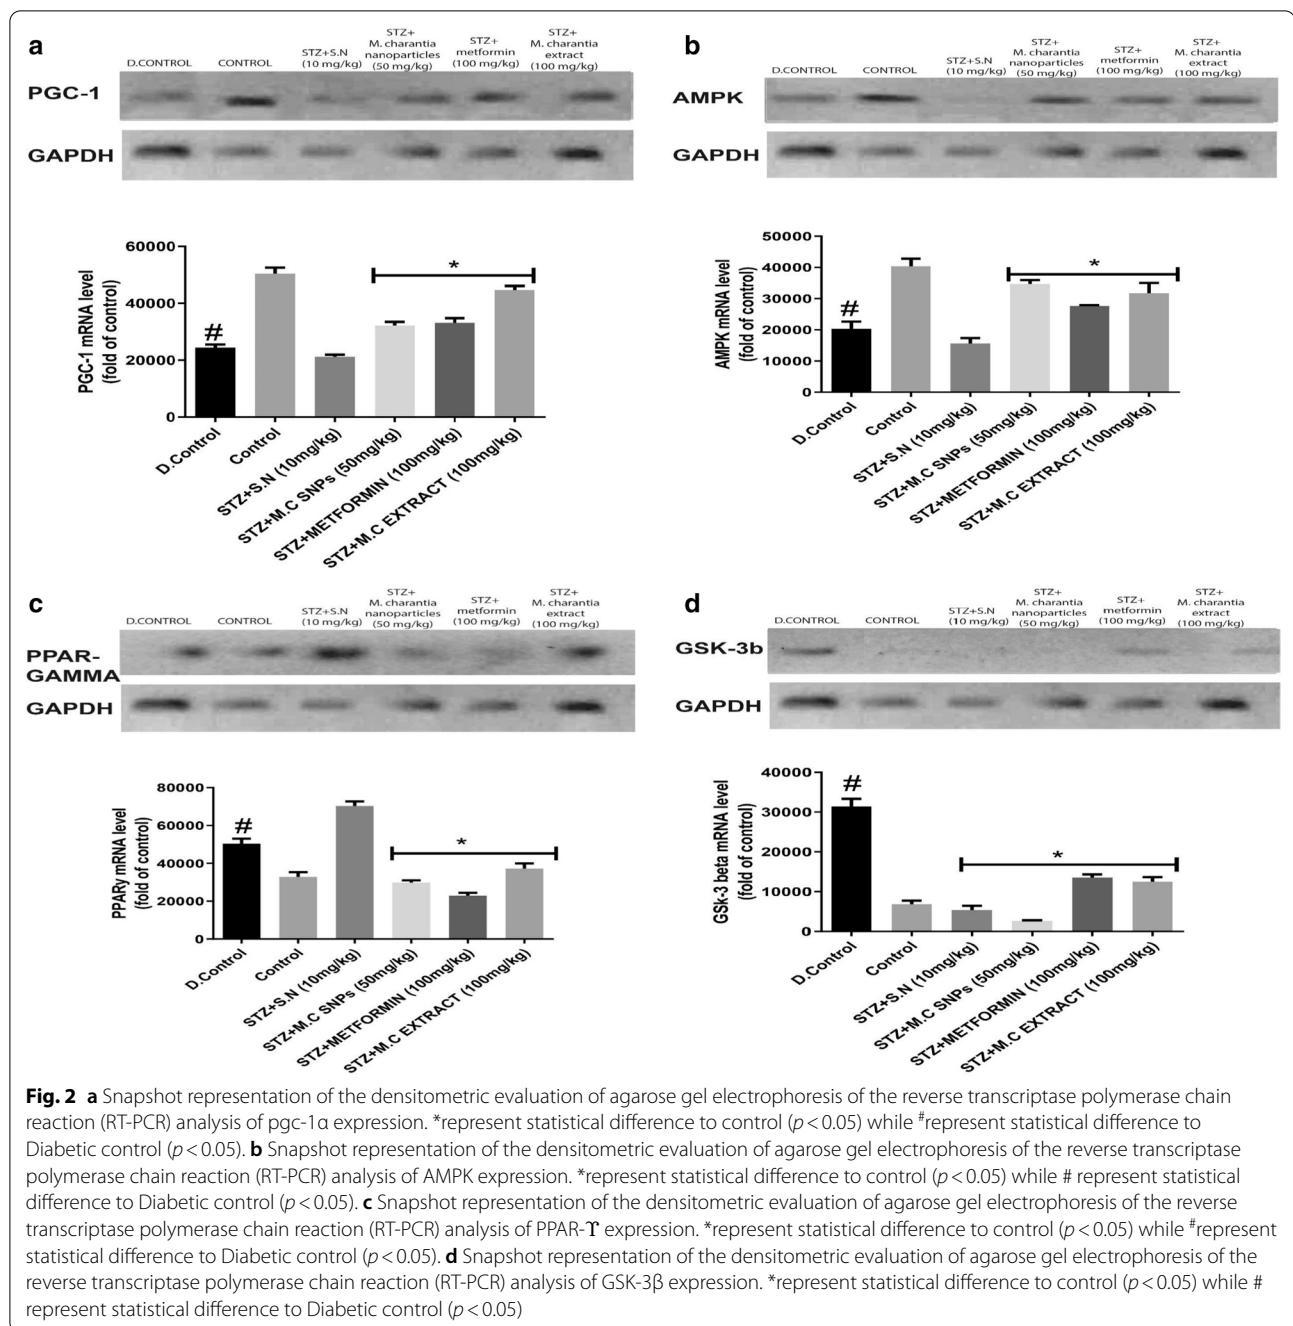 a
D.CONTROL CONTROL STZ+S.N (10 mg/kg) STZ+ M. charantia nanoparticles (50 mg/kg) STZ+ metformin (100 mg/kg) STZ+ M. charantia extract (100 mg/kg)
PGC-1
GAPDH
60000
40000
20000
0
PGC-1 mRNA level
(fold of control)
#
*
D.Control
Control
STZ+S.N (10mg/kg)
STZ+M.C SNPs (50mg/kg)
STZ+METFORMIN (100mg/kg)
STZ+M.C EXTRACT (100mg/kg)
b
D.CONTROL CONTROL STZ+S.N (10 mg/kg) STZ+ M. charantia nanoparticles (50 mg/kg) STZ+ metformin (100 mg/kg) STZ+ M. charantia extract (100 mg/kg)
AMPK
GAPDH
50000
40000
30000
20000
10000
0
AMPK mRNA level
(fold of control)
#
*
D.Control
Control
STZ+S.N (10mg/kg)
STZ+M.C SNPs (50mg/kg)
STZ+METFORMIN (100mg/kg)
STZ+M.C EXTRACT (100mg/kg)
c
D.CONTROL CONTROL STZ+S.N (10 mg/kg) STZ+ M. charantia nanoparticles (50 mg/kg) STZ+ metformin (100 mg/kg) STZ+ M. charantia extract (100 mg/kg)
PPAR-
GAMMA
GAPDH
80000
60000
40000
20000
0
PPARy mRNA level
(fold of control)
#
*
D.Control
Control
STZ+S.N (10mg/kg)
STZ+M.C SNPs (50mg/kg)
STZ+METFORMIN (100mg/kg)
STZ+M.C EXTRACT (100mg/kg)
d
D.CONTROL CONTROL STZ+S.N (10 mg/kg) STZ+ M. charantia nanoparticles (50 mg/kg) STZ+ metformin (100 mg/kg) STZ+ M. charantia extract (100 mg/kg)
GSK-3b
GAPDH
40000
30000
20000
10000
0
GSk-3 beta mRNA level
(fold of control)
#
*
D.Control
Control
STZ+S.N (10mg/kg)
STZ+M.C SNPs (50mg/kg)
STZ+METFORMIN (100mg/kg)
STZ+M.C EXTRACT (100mg/kg)
Fig. 2 a Snapshot representation of the densitometric evaluation of agarose gel electrophoresis of the reverse transcriptase polymerase chain
reaction (RT-PCR) analysis of pgc-1α expression. *represent statistical difference to control (p < 0.05) while #represent statistical difference to
Diabetic control (p < 0.05). b Snapshot representation of the densitometric evaluation of agarose gel electrophoresis of the reverse transcriptase
polymerase chain reaction (RT-PCR) analysis of AMPK expression. *represent statistical difference to control (p < 0.05) while # represent statistical
difference to Diabetic control (p < 0.05). c Snapshot representation of the densitometric evaluation of agarose gel electrophoresis of the reverse
transcriptase polymerase chain reaction (RT-PCR) analysis of PPAR-ϒ expression. *represent statistical difference to control (p < 0.05) while #represent
statistical difference to Diabetic control (p < 0.05). d Snapshot representation of the densitometric evaluation of agarose gel electrophoresis of the
reverse transcriptase polymerase chain reaction (RT-PCR) analysis of GSK-3β expression. *represent statistical difference to control (p < 0.05) while #
represent statistical difference to Diabetic control (p < 0.05)